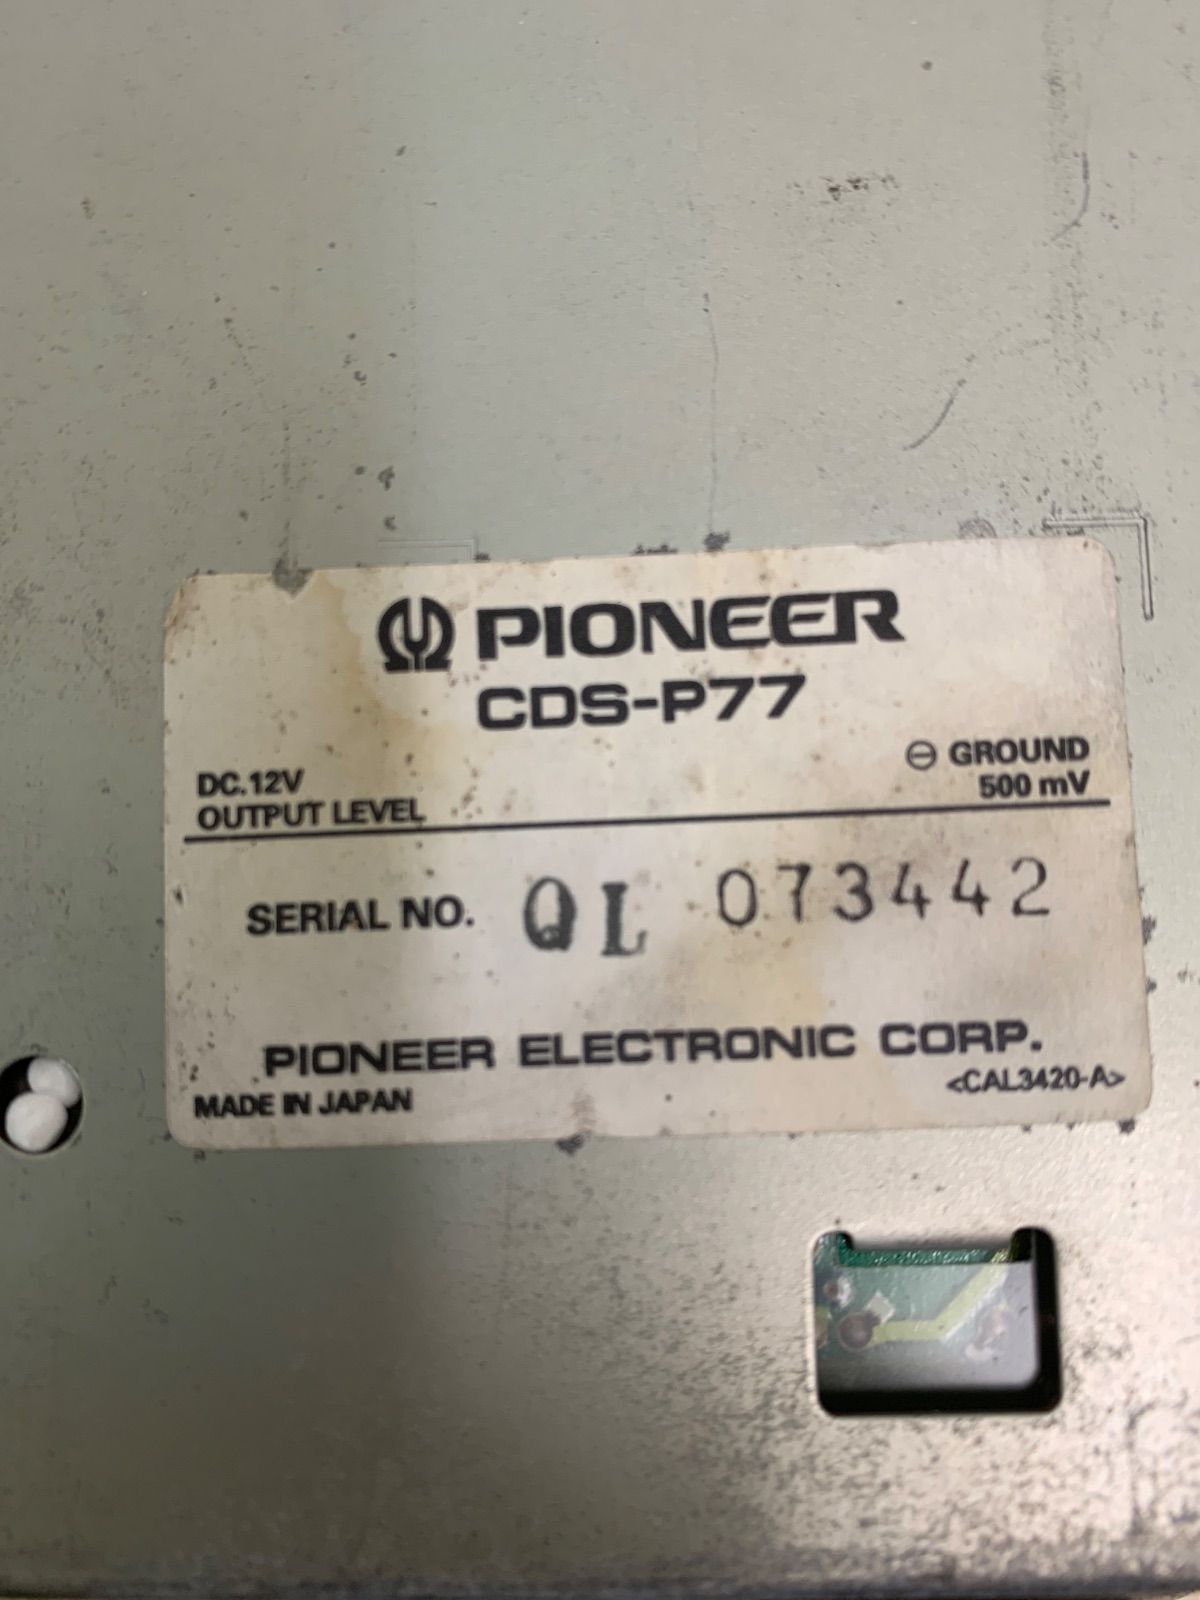 PIONEER
CDS-P77
DC.12V ⊖ GROUND
OUTPUT LEVEL 500 mV
SERIAL NO. QL 073442
PIONEER ELECTRONIC CORP.
MADE IN JAPAN <CAL3420-A>